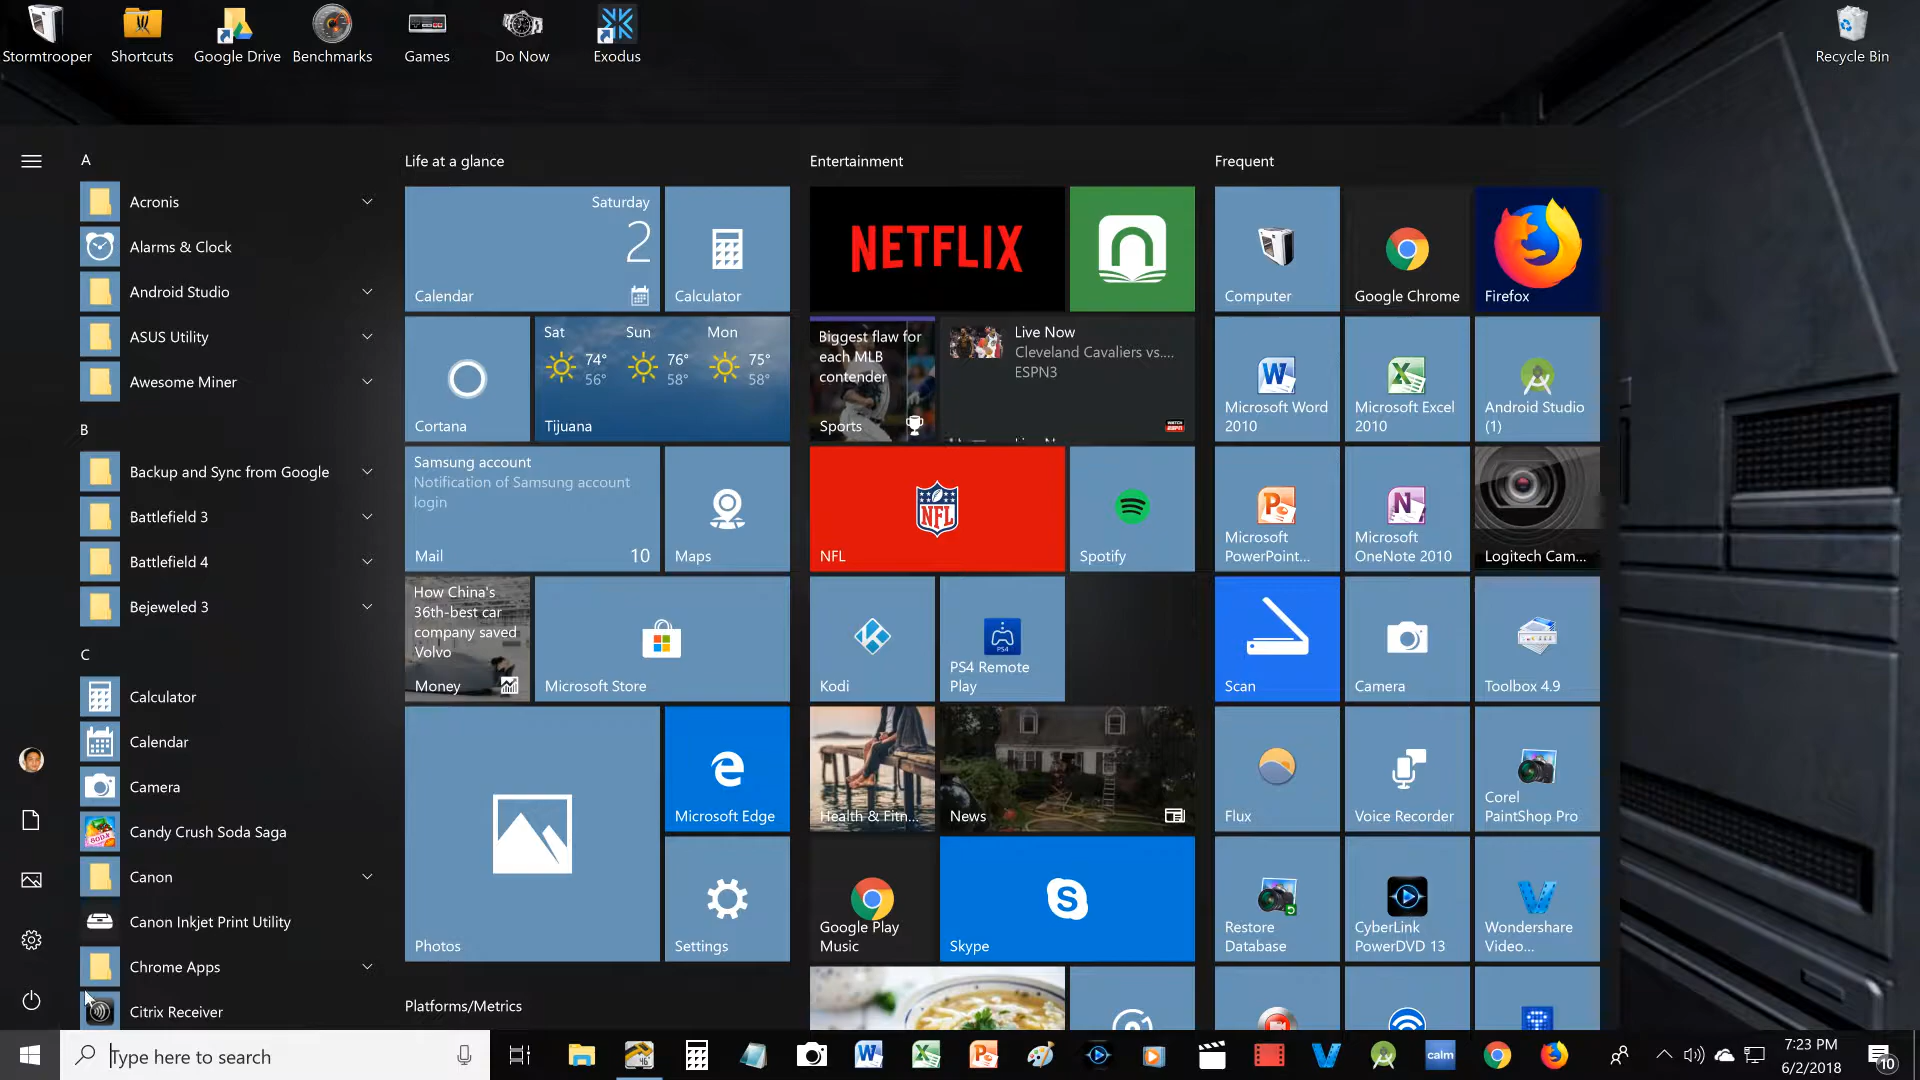 Stormtrooper
Shortcuts
Google Drive
Benchmarks
Games
Do Now
Exodus
Recycle Bin
A
Acronis
Alarms & Clock
Android Studio
ASUS Utility
Awesome Miner
B
Backup and Sync from Google
Battlefield 3
Battlefield 4
Bejeweled 3
C
Calculator
Calendar
Camera
Candy Crush Soda Saga
Canon
Canon Inkjet Print Utility
Chrome Apps
Citrix Receiver
Life at a glance
Saturday
2
Calendar
Calculator
Cortana
Sat
Sun
Mon
74°
56°
76°
58°
75°
58°
Tijuana
Samsung account
Notification of Samsung account
login
Mail
10
Maps
How China's
36th-best car
company saved
Volvo
Money
Microsoft Store
Photos
Microsoft Edge
Settings
Platforms/Metrics
Entertainment
NETFLIX
Biggest flaw for
each MLB
contender
Sports
Live Now
Cleveland Cavaliers vs....
ESPN3
NFL
NFL
Spotify
Kodi
PS4
PS4 Remote
Play
Health & Fitn...
News
Google Play
Music
Skype
Frequent
Computer
Google Chrome
Firefox
Microsoft Word
2010
Microsoft Excel
2010
Android Studio
(1)
Microsoft
PowerPoint...
Microsoft
OneNote 2010
Logitech Cam...
Scan
Camera
Toolbox 4.9
Flux
Voice Recorder
Corel
PaintShop Pro
Restore
Database
CyberLink
PowerDVD 13
Wondershare
Video...
Type here to search
46°
calm
7:23 PM
6/2/2018
10